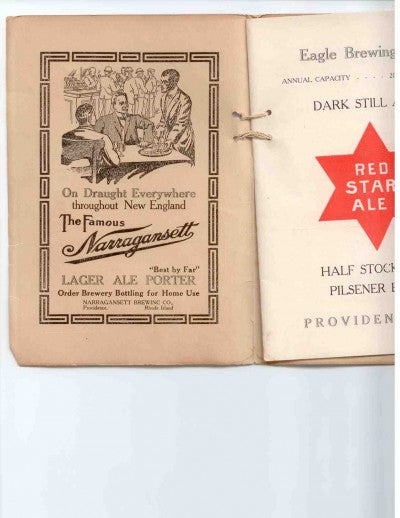 On Draught Everywhere
throughout New England
The Famous
Narragansett
"Best by Far"
LAGER ALE PORTER
Order Brewery Bottling for Home Use
NARRAGANSETT BREWING CO.,
Providence, Rhode Island
Eagle Brewing
ANNUAL CAPACITY . . . . 20
DARK STILL A
RED
STAR
ALE
HALF STOC
PILSENER
PROVIDEN